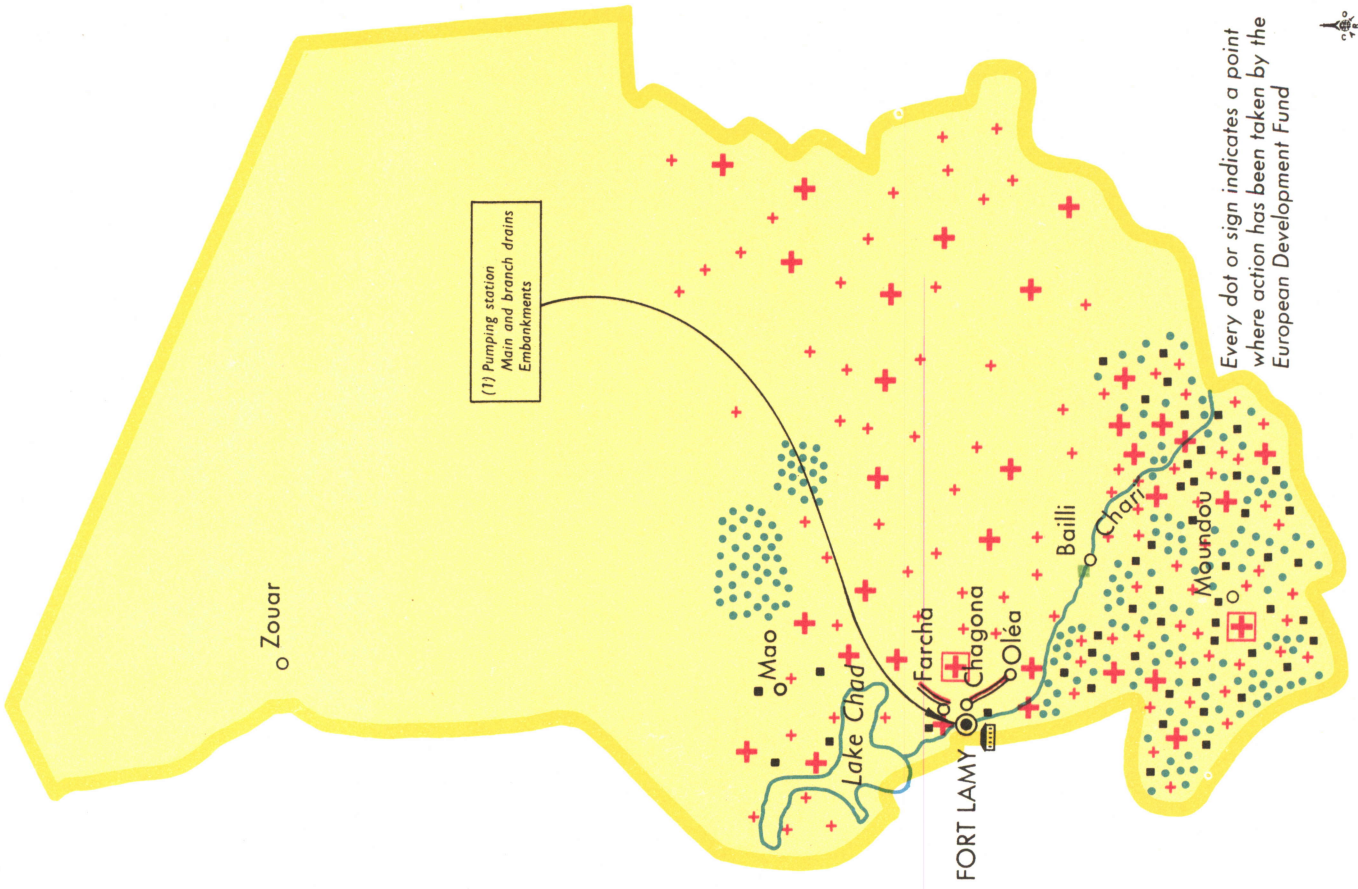 Zouar
(1) Pumping station
Main and branch drains
Embankments
Mao
Lake Chad
Farcha
Chagona
Oléa
FORT LAMY
Bailli
Chari
Moundou
Every dot or sign indicates a point
where action has been taken by the
European Development Fund